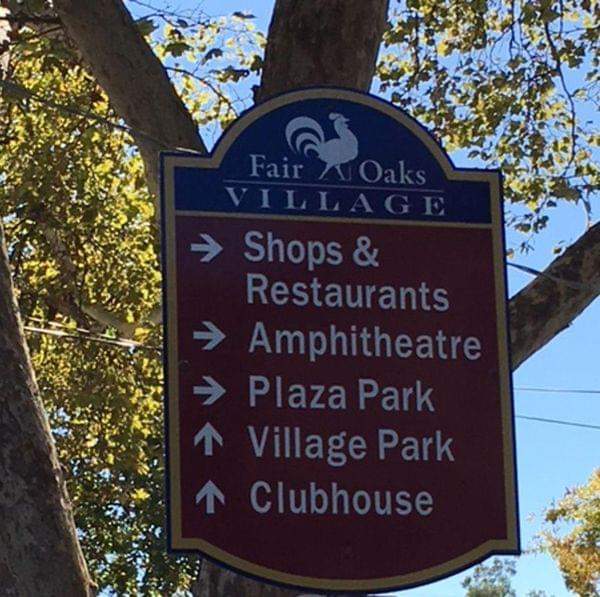 Fair Oaks
VILLAGE
→ Shops &
Restaurants
→ Amphitheatre
→ Plaza Park
↑ Village Park
↑ Clubhouse